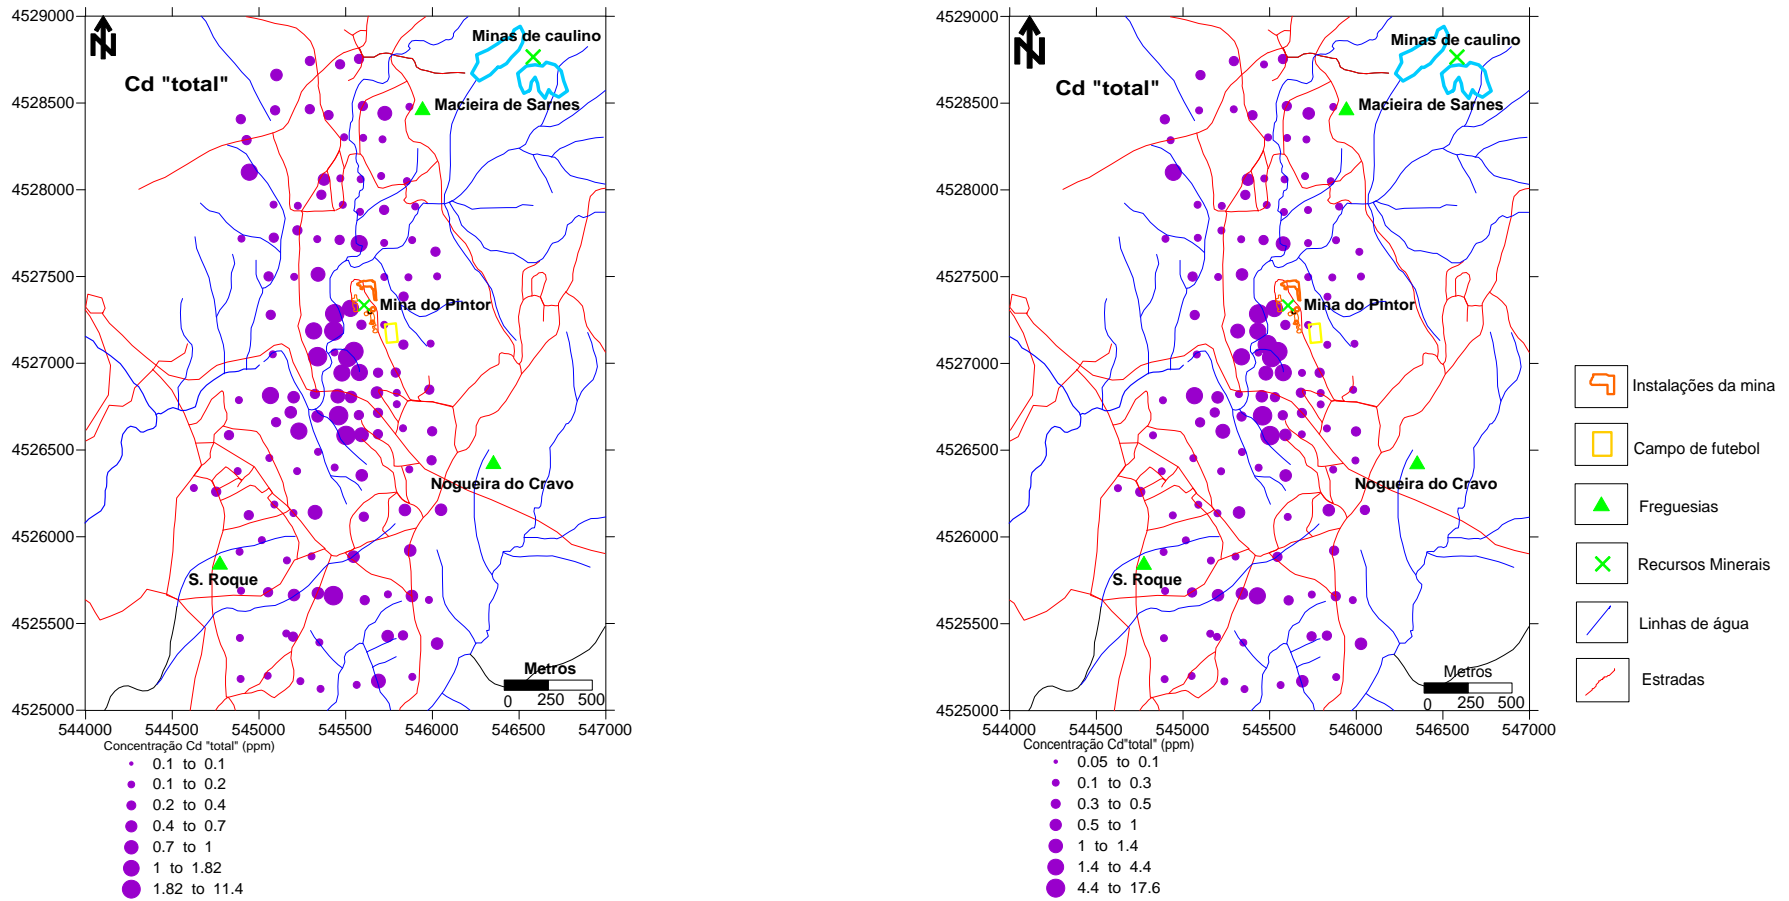 4529000
4528500
4528000
4527500
4527000
4526500
4526000
4525500
4525000
N
Cd "total"
Minas de caulino
Macieira de Sarnes
Mina do Pintor
Nogueira do Cravo
S. Roque
Metros
0 250 500
544000 544500 545000 545500 546000 546500 547000
Concentração Cd "total" (ppm)
0.1 to 0.1
0.1 to 0.2
0.2 to 0.4
0.4 to 0.7
0.7 to 1
1 to 1.82
1.82 to 11.4
4529000
4528500
4528000
4527500
4527000
4526500
4526000
4525500
4525000
N
Cd "total"
Minas de caulino
Macieira de Sarnes
Mina do Pintor
Nogueira do Cravo
S. Roque
Metros
0 250 500
544000 544500 545000 545500 546000 546500 547000
Concentração Cd"total" (ppm)
0.05 to 0.1
0.1 to 0.3
0.3 to 0.5
0.5 to 1
1 to 1.4
1.4 to 4.4
4.4 to 17.6
Instalações da mina
Campo de futebol
Freguesias
Recursos Minerais
Linhas de água
Estradas